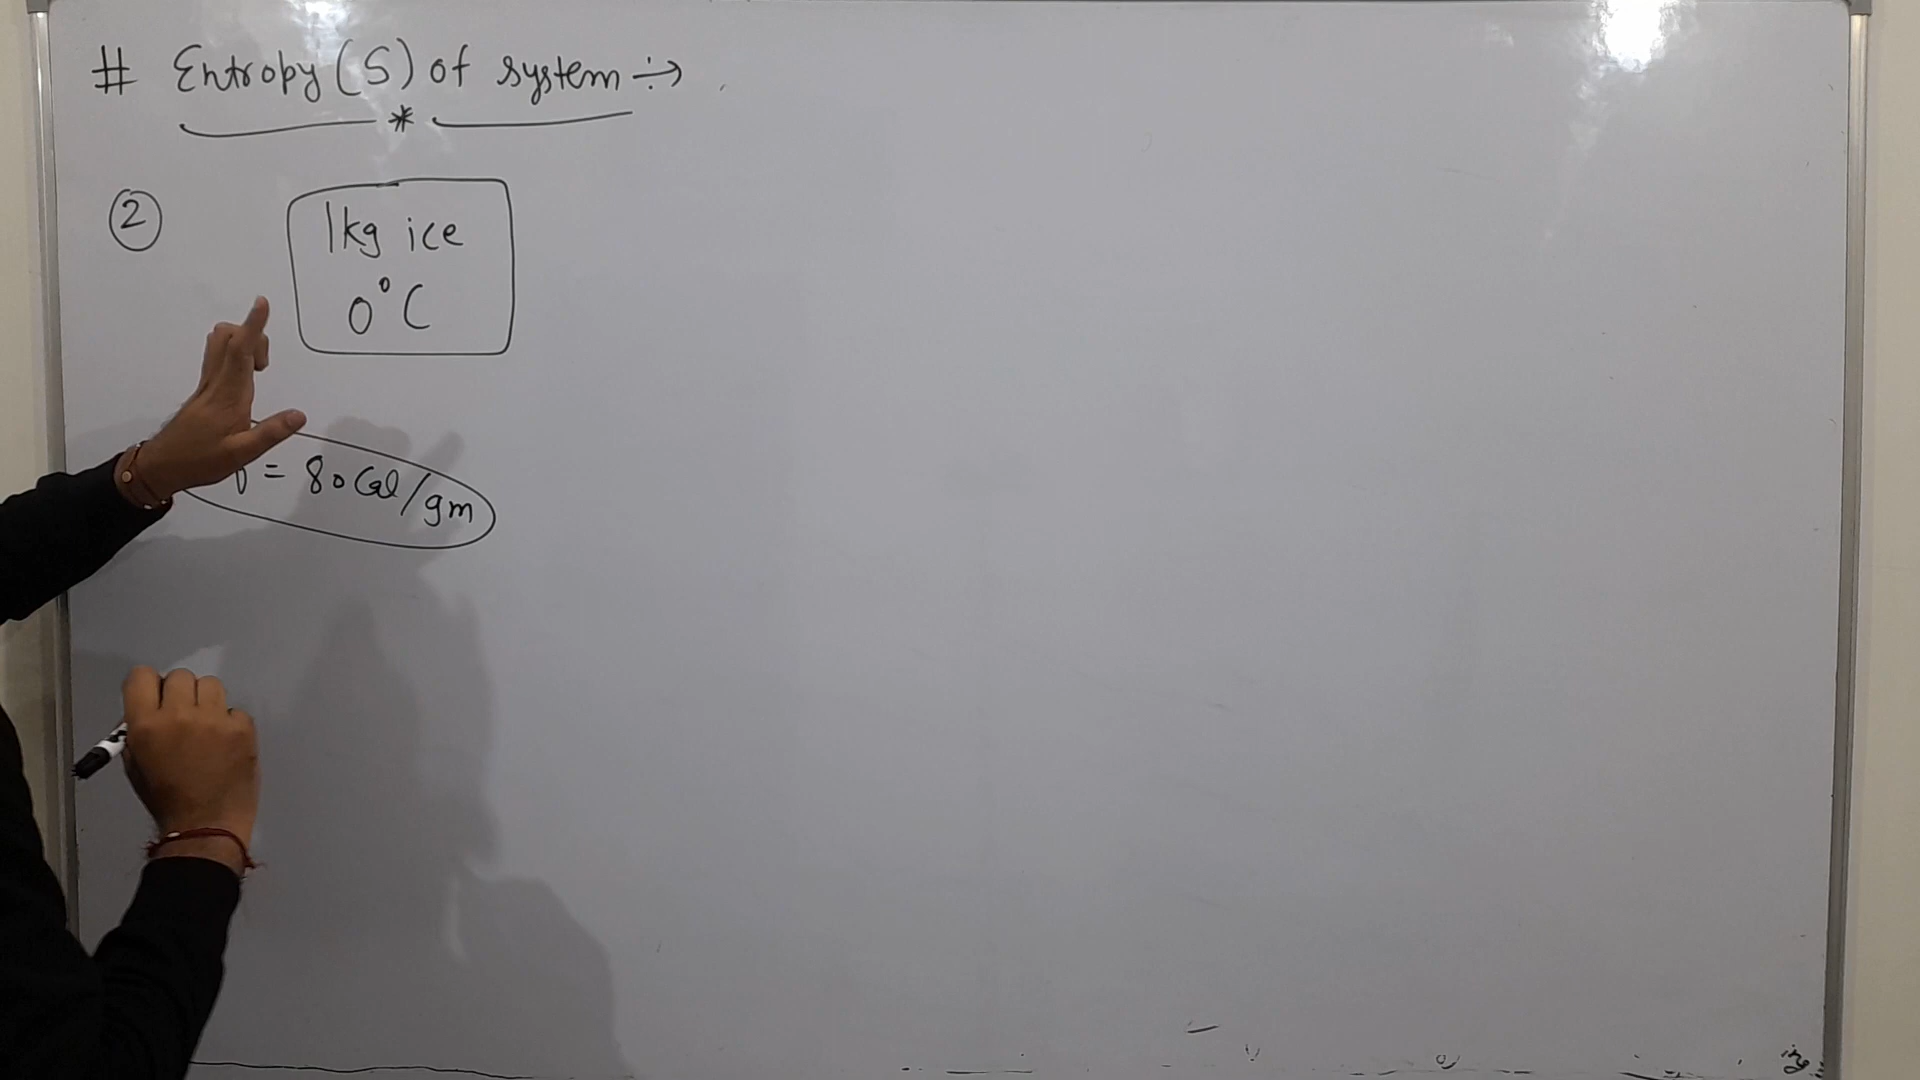 # Entropy (S) of system ÷→
*
② 1kg ice
0°C
= 80 Cal/gm